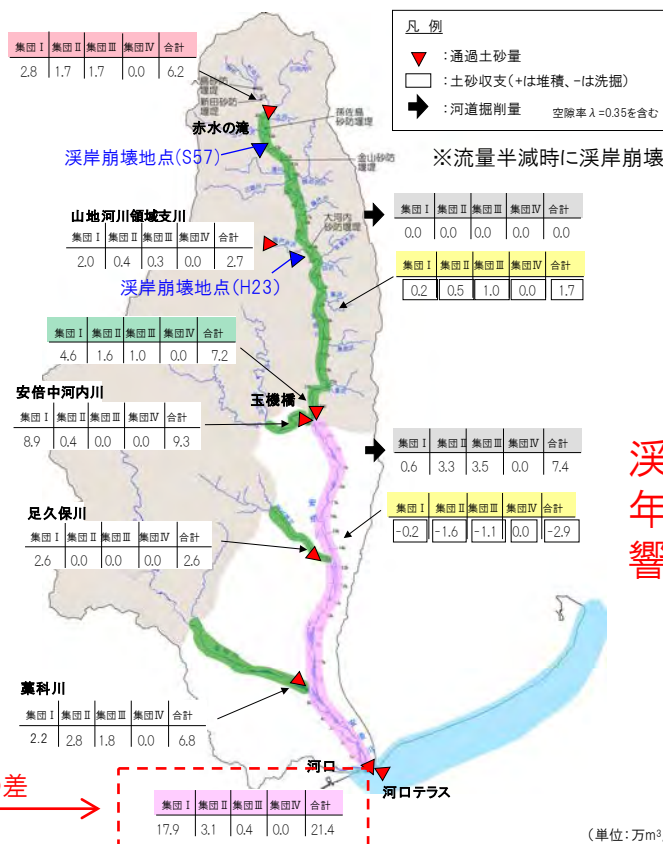 凡 例
:通過土砂量
:土砂収支(+は堆積、-は洗掘)
:河道掘削量 空隙率λ=0.35を含む
※流量半減時に渓岸崩壊
集団Ⅰ 集団Ⅱ 集団Ⅲ 集団Ⅳ 合計
2.8 1.7 1.7 0.0 6.2
赤水の滝
孫佐島
砂防堰堤
渓岸崩壊地点(S57)
金山砂防
堰堤
山地河川領域支川
集団Ⅰ 集団Ⅱ 集団Ⅲ 集団Ⅳ 合計
2.0 0.4 0.3 0.0 2.7
大河内
砂防堰堤
渓岸崩壊地点(H23)
集団Ⅰ 集団Ⅱ 集団Ⅲ 集団Ⅳ 合計
0.0 0.0 0.0 0.0 0.0
集団Ⅰ 集団Ⅱ 集団Ⅲ 集団Ⅳ 合計
0.2 0.5 1.0 0.0 1.7
集団Ⅰ 集団Ⅱ 集団Ⅲ 集団Ⅳ 合計
4.6 1.6 1.0 0.0 7.2
安倍中河内川
玉機橋
集団Ⅰ 集団Ⅱ 集団Ⅲ 集団Ⅳ 合計
8.9 0.4 0.0 0.0 9.3
集団Ⅰ 集団Ⅱ 集団Ⅲ 集団Ⅳ 合計
0.6 3.3 3.5 0.0 7.4
集団Ⅰ 集団Ⅱ 集団Ⅲ 集団Ⅳ 合計
-0.2 -1.6 -1.1 0.0 -2.9
渓
年
響
足久保川
集団Ⅰ 集団Ⅱ 集団Ⅲ 集団Ⅳ 合計
2.6 0.0 0.0 0.0 2.6
藁科川
集団Ⅰ 集団Ⅱ 集団Ⅲ 集団Ⅳ 合計
2.2 2.8 1.8 0.0 6.8
河口
河口テラス
差
集団Ⅰ 集団Ⅱ 集団Ⅲ 集団Ⅳ 合計
17.9 3.1 0.4 0.0 21.4
(単位:万m³